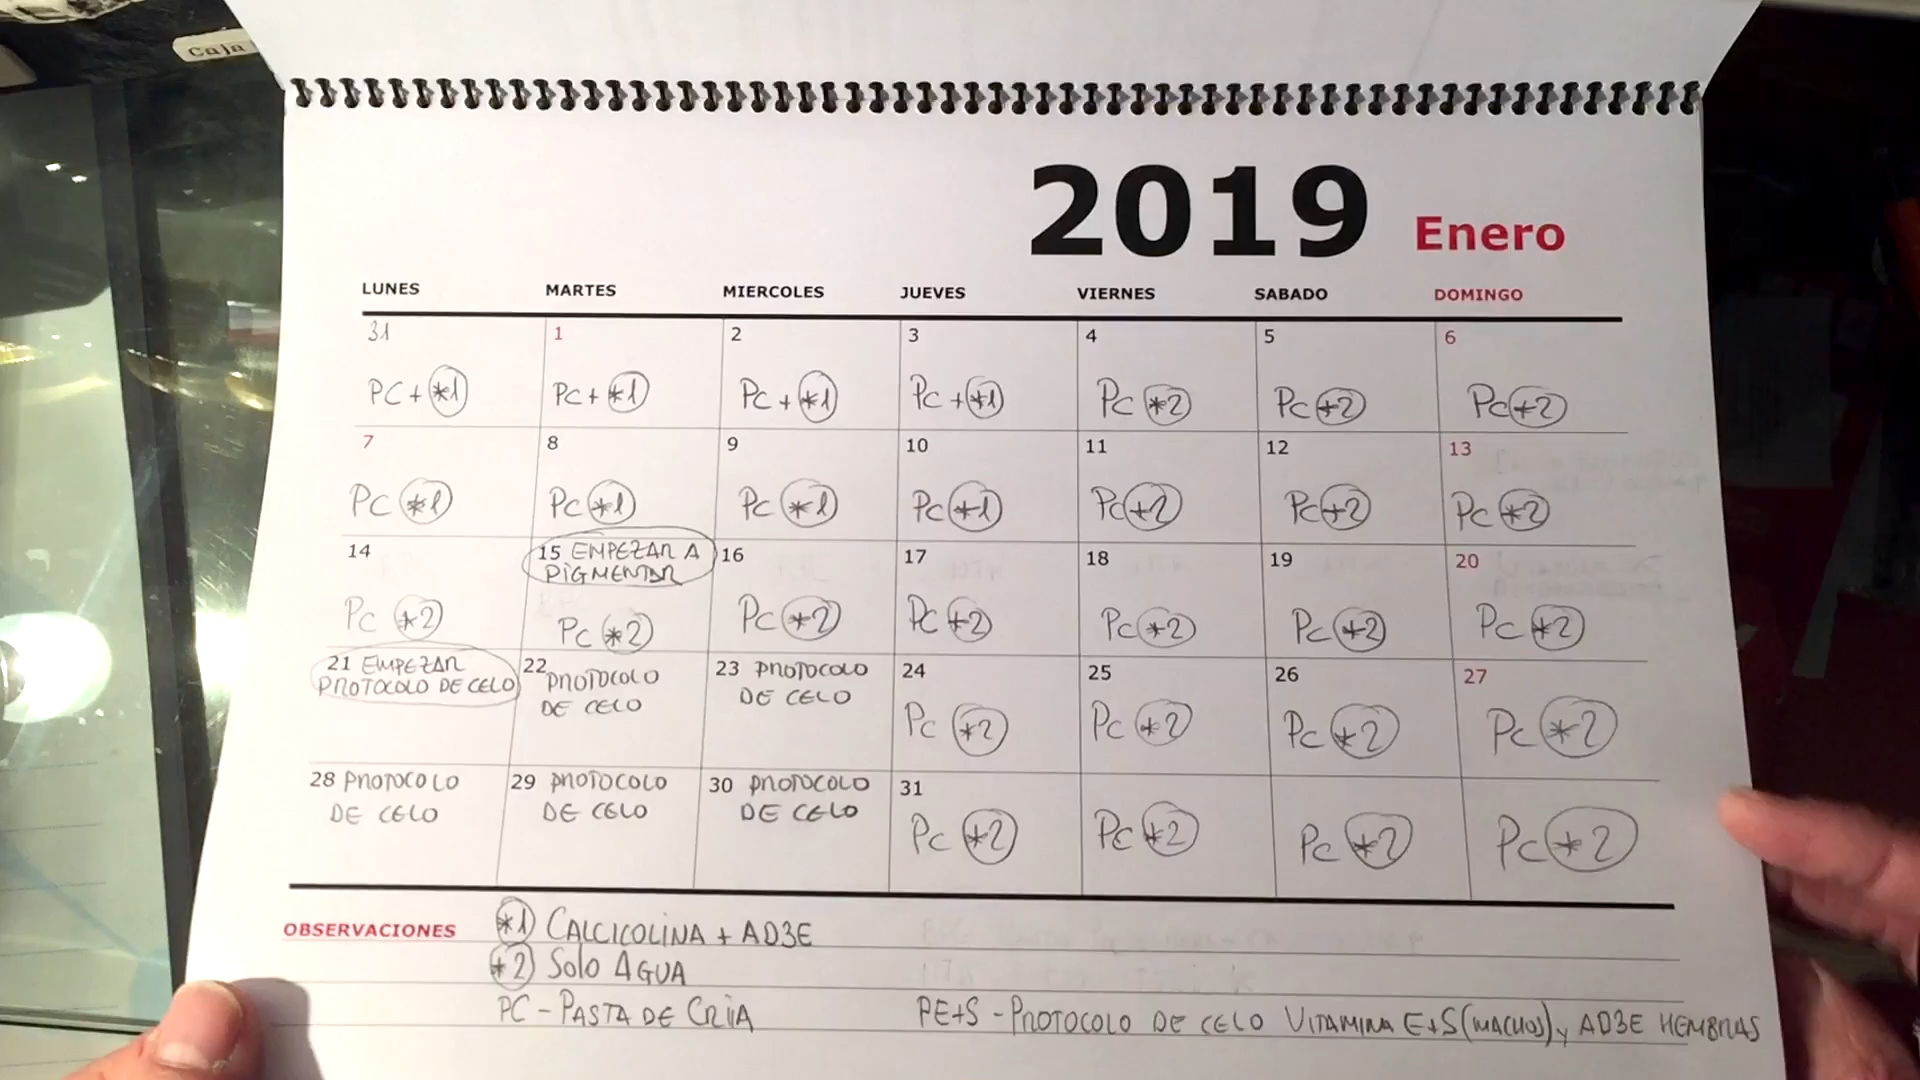 Caja
2019 Enero
LUNES MARTES MIERCOLES JUEVES VIERNES SABADO DOMINGO
31 1 2 3 4 5 6
PC + *1 PC + *1 PC + *1 PC + *1 PC *2 PC *2 PC *2
7 8 9 10 11 12 13
PC *1 PC *1 PC *1 PC *1 PC *2 PC *2 PC *2
14 15 EMPEZAR A 16 17 18 19 20
PIGMENTAR
PC *2 PC *2 PC *2 PC *2 PC *2 PC *2 PC *2
21 EMPEZAR 22 PROTOCOLO 23 PROTOCOLO 24 25 26 27
PROTOCOLO DE CELO DE CELO DE CELO PC *2 PC *2 PC *2 PC *2
28 PROTOCOLO 29 PROTOCOLO 30 PROTOCOLO 31
DE CELO DE CELO DE CELO PC *2 PC *2 PC *2 PC *2
OBSERVACIONES *1) CALCICOLINA + AD3E
*2) SOLO AGUA
PC - PASTA DE CRIA PE+S - PROTOCOLO DE CELO VITAMINA E+S (MACHOS) y AD3E HEMBRAS